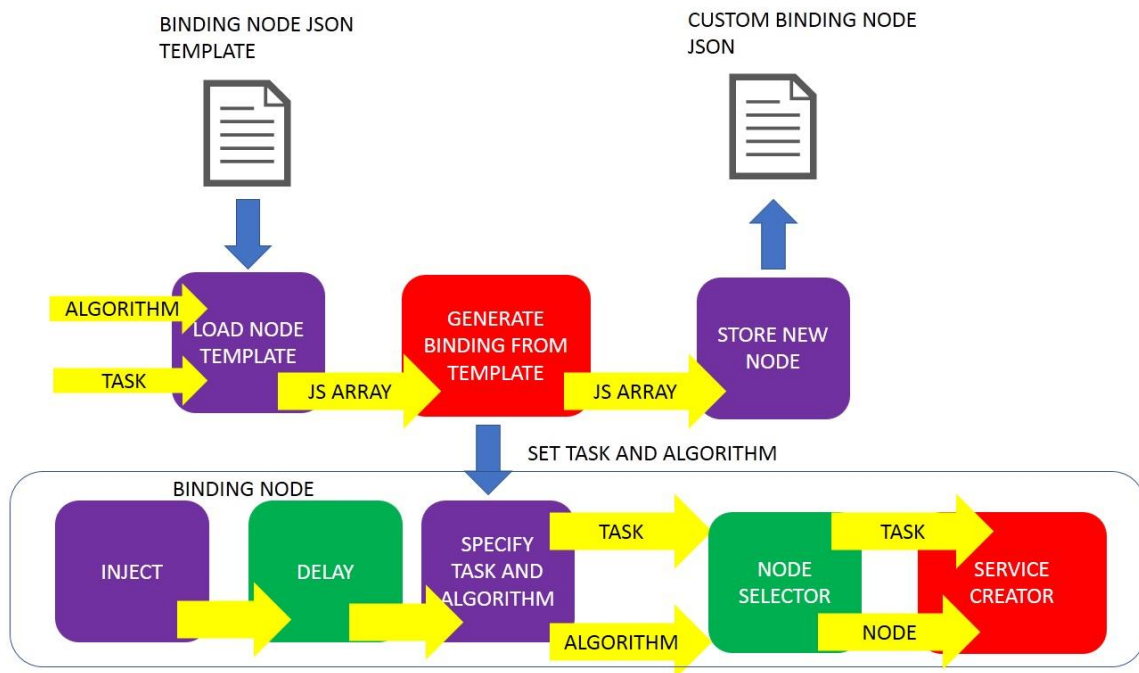 BINDING NODE JSON
TEMPLATE
CUSTOM BINDING NODE
JSON
ALGORITHM
TASK
LOAD NODE
TEMPLATE
JS ARRAY
GENERATE
BINDING FROM
TEMPLATE
JS ARRAY
STORE NEW
NODE
SET TASK AND ALGORITHM
BINDING NODE
INJECT
DELAY
SPECIFY
TASK AND
ALGORITHM
TASK
ALGORITHM
NODE
SELECTOR
TASK
NODE
SERVICE
CREATOR